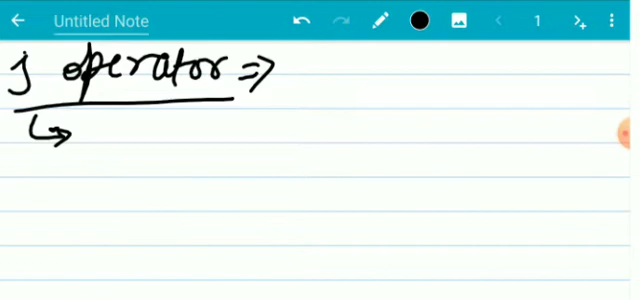 Untitled Note
1
j operator ⇒
↳